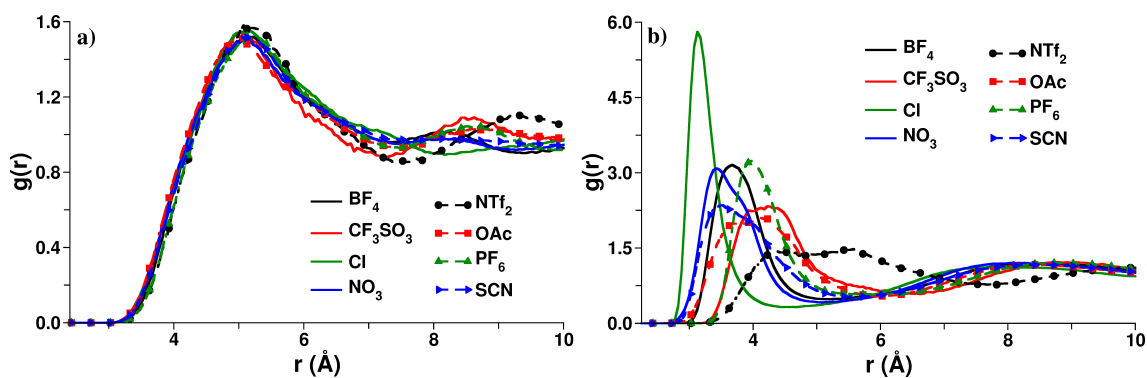 a)
g(r)
1.6
1.2
0.8
0.4
0.0
BF₄
CF₃SO₃
Cl
NO₃
NTf₂
OAc
PF₆
SCN
4
6
8
10
r (Å)
b)
g(r)
6.0
4.5
3.0
1.5
0.0
BF₄
CF₃SO₃
Cl
NO₃
NTf₂
OAc
PF₆
SCN
4
6
8
10
r (Å)